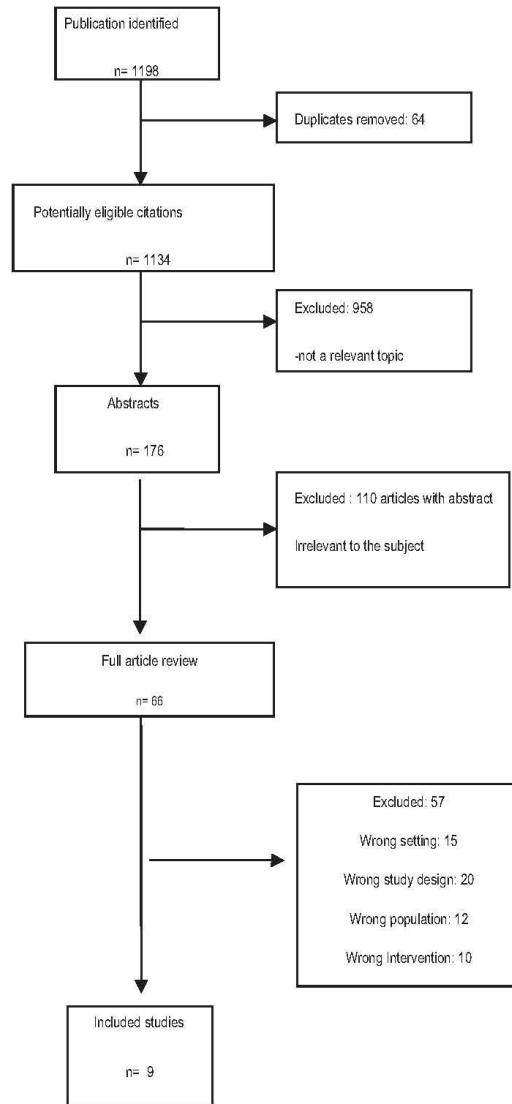 Publication identified
n= 1198
Duplicates removed: 64
Potentially eligible citations
n= 1134
Excluded: 958
-not a relevant topic
Abstracts
n= 176
Excluded : 110 articles with abstract
Irrelevant to the subject
Full article review
n= 66
Excluded: 57
Wrong setting: 15
Wrong study design: 20
Wrong population: 12
Wrong Intervention: 10
Included studies
n= 9